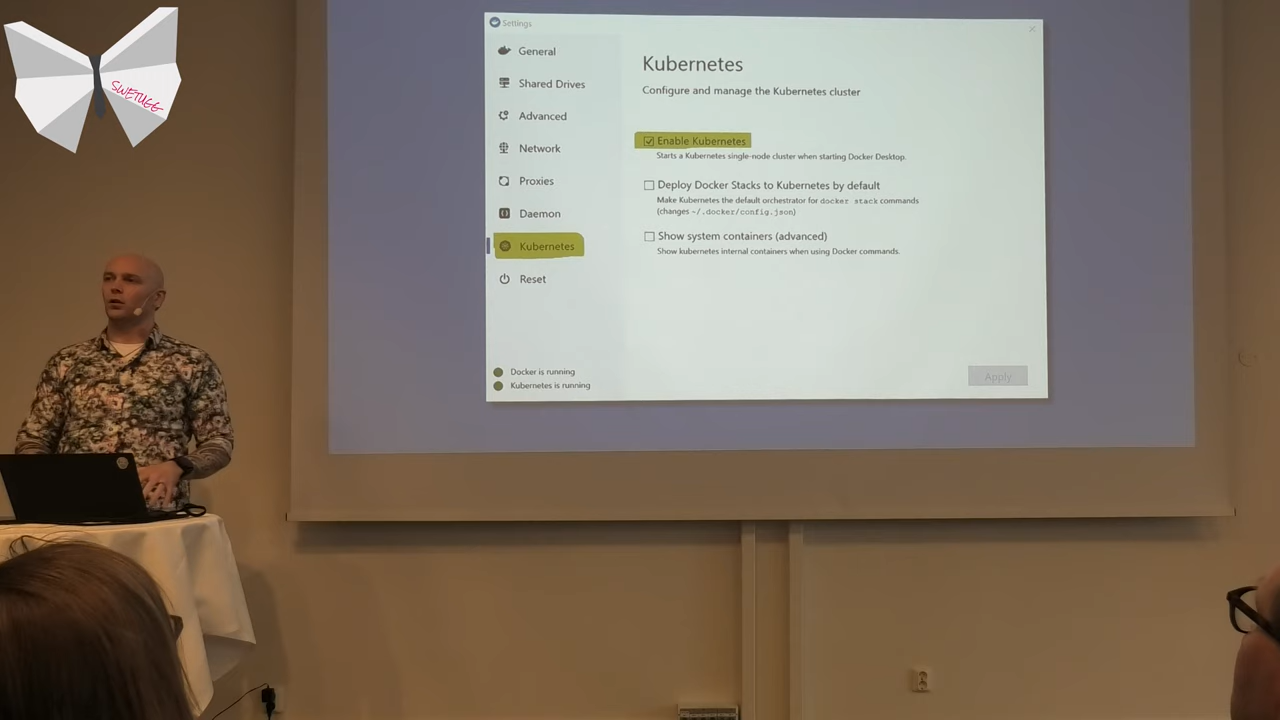 SWETUGG
Settings
General
Shared Drives
Advanced
Network
Proxies
Daemon
Kubernetes
Reset
Docker is running
Kubernetes is running
Kubernetes
Configure and manage the Kubernetes cluster
Enable Kubernetes
Starts a Kubernetes single-node cluster when starting Docker Desktop.
Deploy Docker Stacks to Kubernetes by default
Make Kubernetes the default orchestrator for docker stack commands
(changes ~/.docker/config.json)
Show system containers (advanced)
Show kubernetes internal containers when using Docker commands.
Apply